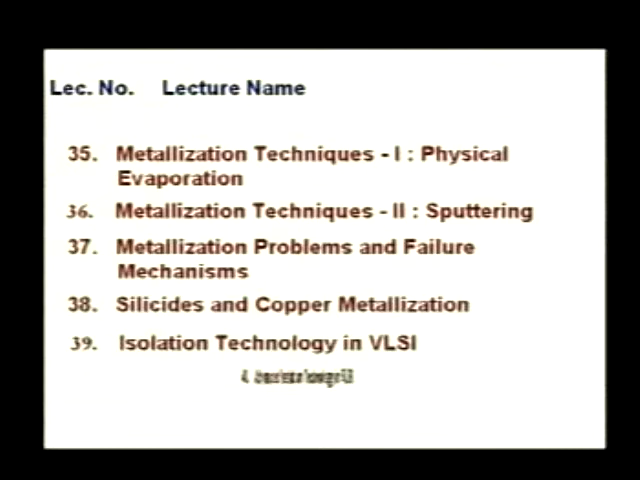 Lec. No. Lecture Name
35. Metallization Techniques - I : Physical
Evaporation
36. Metallization Techniques - II : Sputtering
37. Metallization Problems and Failure
Mechanisms
38. Silicides and Copper Metallization
39. Isolation Technology in VLSI